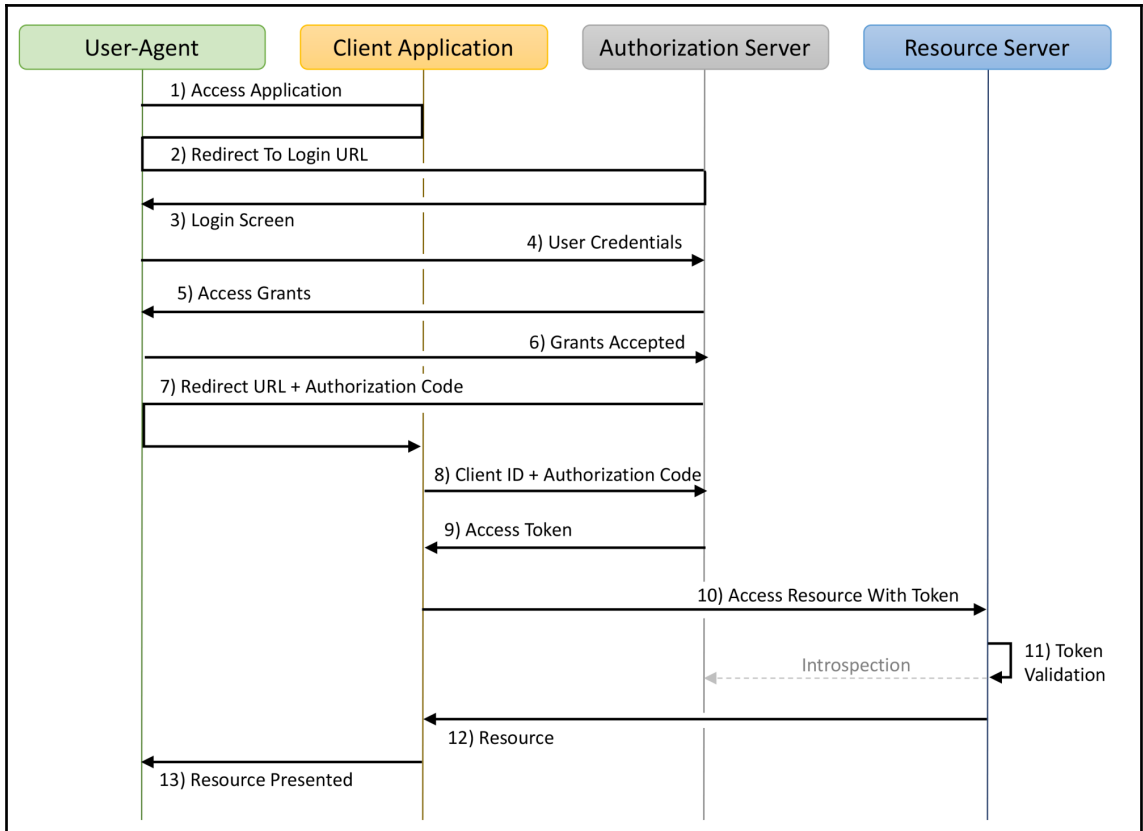 User-Agent
Client Application
Authorization Server
Resource Server
1) Access Application
2) Redirect To Login URL
3) Login Screen
4) User Credentials
5) Access Grants
6) Grants Accepted
7) Redirect URL + Authorization Code
8) Client ID + Authorization Code
9) Access Token
10) Access Resource With Token
11) Token
Validation
Introspection
12) Resource
13) Resource Presented